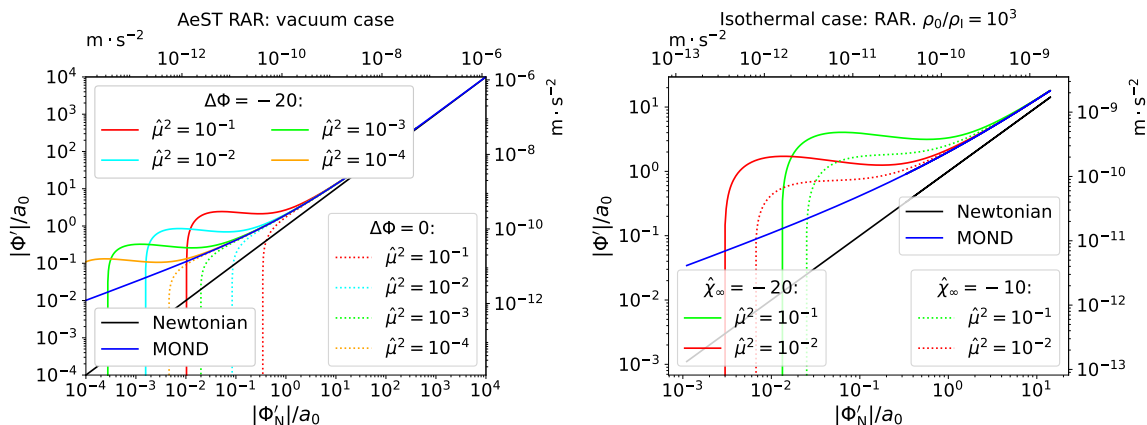 AeST RAR: vacuum case
m · s⁻²
10⁻¹² 10⁻¹⁰ 10⁻⁸ 10⁻⁶
10⁴
10³
10²
10¹
10⁰
10⁻¹
10⁻²
10⁻³
10⁻⁴
|Φ′|/a₀
ΔΦ = −20:
μ̂² = 10⁻¹ μ̂² = 10⁻³
μ̂² = 10⁻² μ̂² = 10⁻⁴
ΔΦ = 0:
μ̂² = 10⁻¹
μ̂² = 10⁻²
μ̂² = 10⁻³
μ̂² = 10⁻⁴
Newtonian
MOND
10⁻⁶
10⁻⁸
10⁻¹⁰
10⁻¹²
m · s⁻²
10⁻⁴ 10⁻³ 10⁻² 10⁻¹ 10⁰ 10¹ 10² 10³ 10⁴
|Φ′_N|/a₀
Isothermal case: RAR. ρ₀/ρ_I = 10³
m · s⁻²
10⁻¹³ 10⁻¹² 10⁻¹¹ 10⁻¹⁰ 10⁻⁹
10¹
10⁰
10⁻¹
10⁻²
10⁻³
|Φ′|/a₀
Newtonian
MOND
χ̂_∞ = −20:
μ̂² = 10⁻¹
μ̂² = 10⁻²
χ̂_∞ = −10:
μ̂² = 10⁻¹
μ̂² = 10⁻²
10⁻⁹
10⁻¹⁰
10⁻¹¹
10⁻¹²
10⁻¹³
m · s⁻²
10⁻³ 10⁻² 10⁻¹ 10⁰ 10¹
|Φ′_N|/a₀